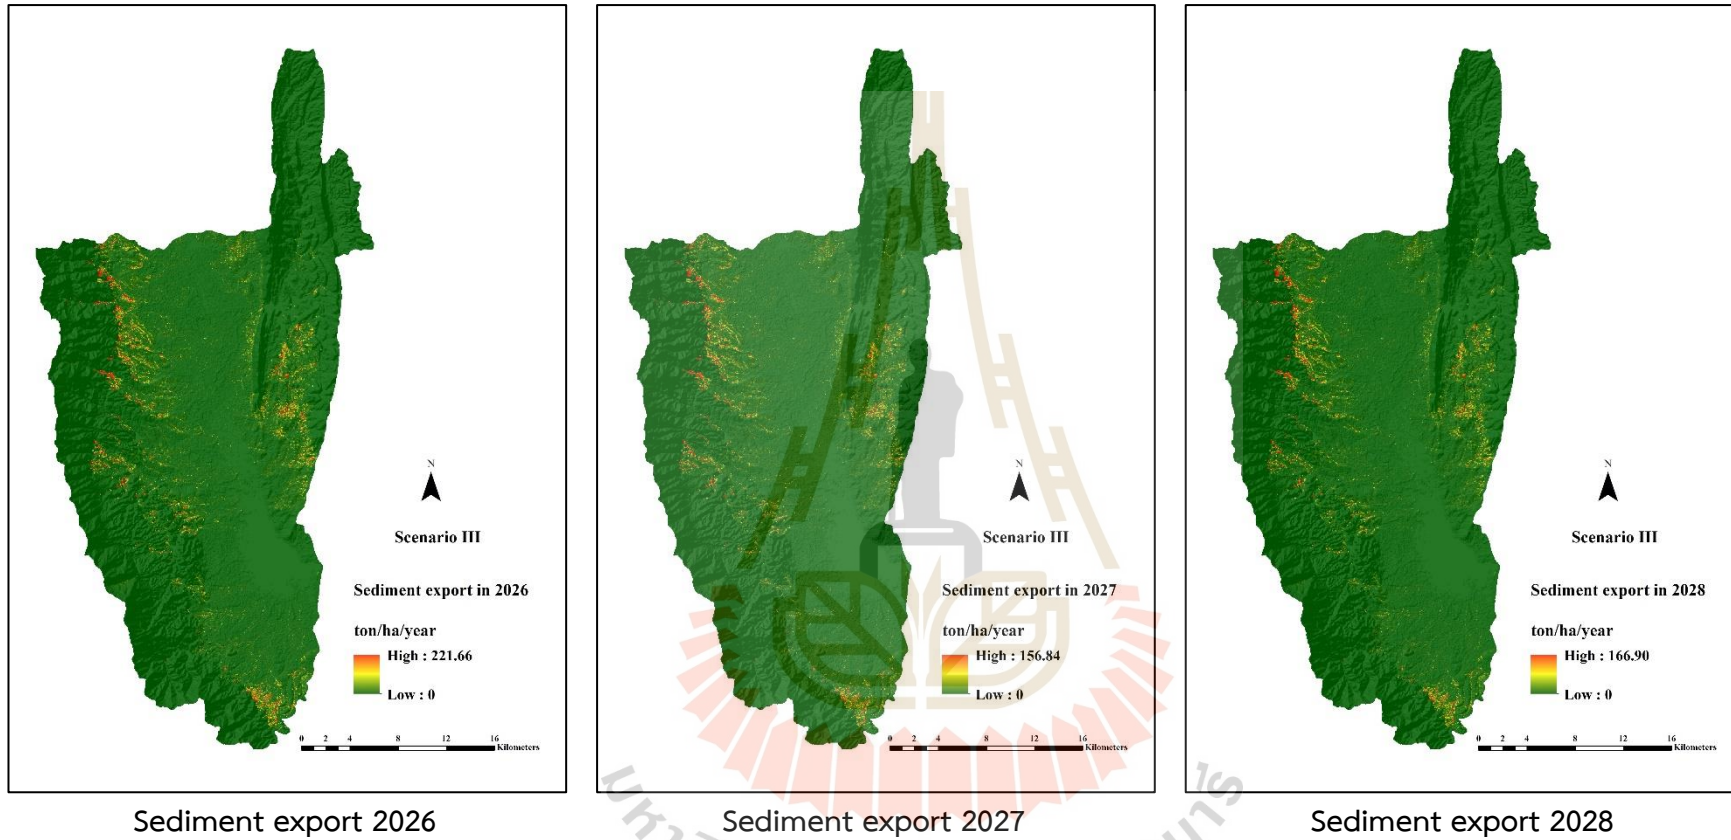 N
Scenario III
Sediment export in 2026
ton/ha/year
High : 221.66
Low : 0
0 2 4 8 12 16
Kilometers
Sediment export 2026
N
Scenario III
Sediment export in 2027
ton/ha/year
High : 156.84
Low : 0
0 2 4 8 12 16
Kilometers
Sediment export 2027
N
Scenario III
Sediment export in 2028
ton/ha/year
High : 166.90
Low : 0
0 2 4 8 12 16
Kilometers
Sediment export 2028